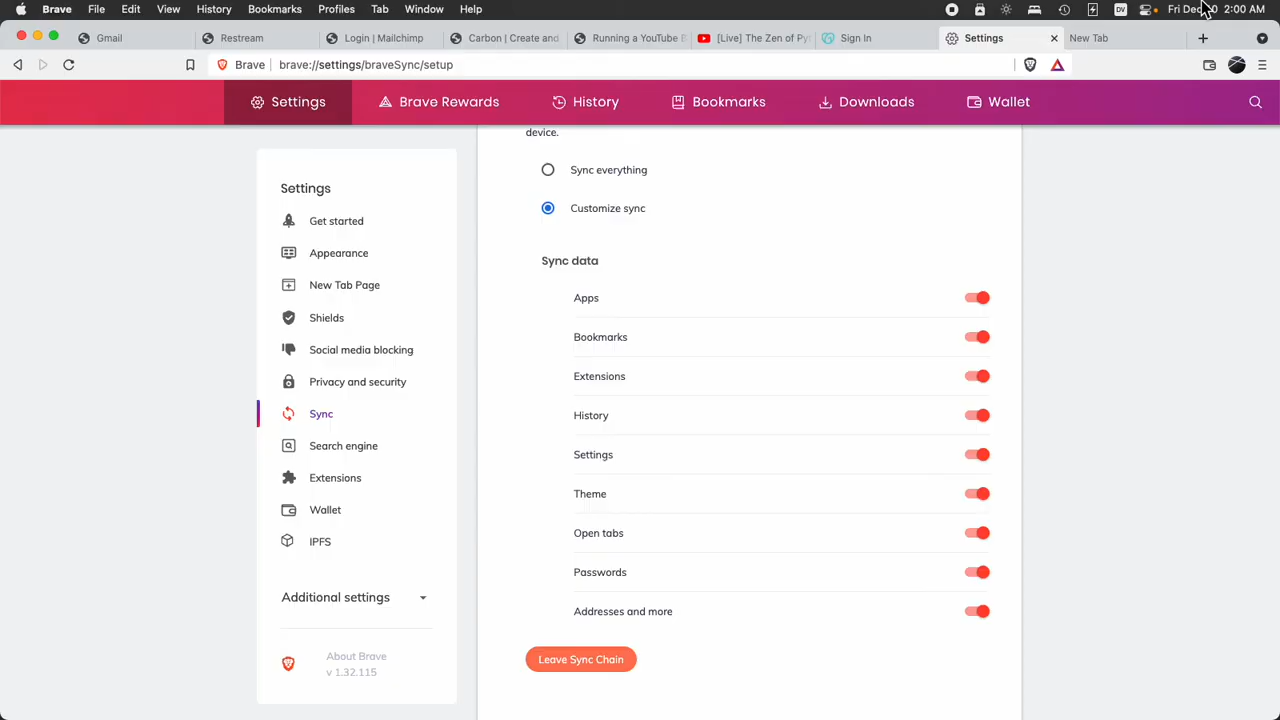 Brave File Edit View History Bookmarks Profiles Tab Window Help DV Fri Dec 2:00 AM
Gmail Restream Login | Mailchimp Carbon | Create and Running a YouTube B [Live] The Zen of Py Sign In Settings New Tab
Brave brave://settings/braveSync/setup
Settings Brave Rewards History Bookmarks Downloads Wallet
device.
Sync everything
Customize sync
Sync data
Apps
Bookmarks
Extensions
History
Settings
Theme
Open tabs
Passwords
Addresses and more
Leave Sync Chain
Settings
Get started
Appearance
New Tab Page
Shields
Social media blocking
Privacy and security
Sync
Search engine
Extensions
Wallet
IPFS
Additional settings
About Brave
v 1.32.115